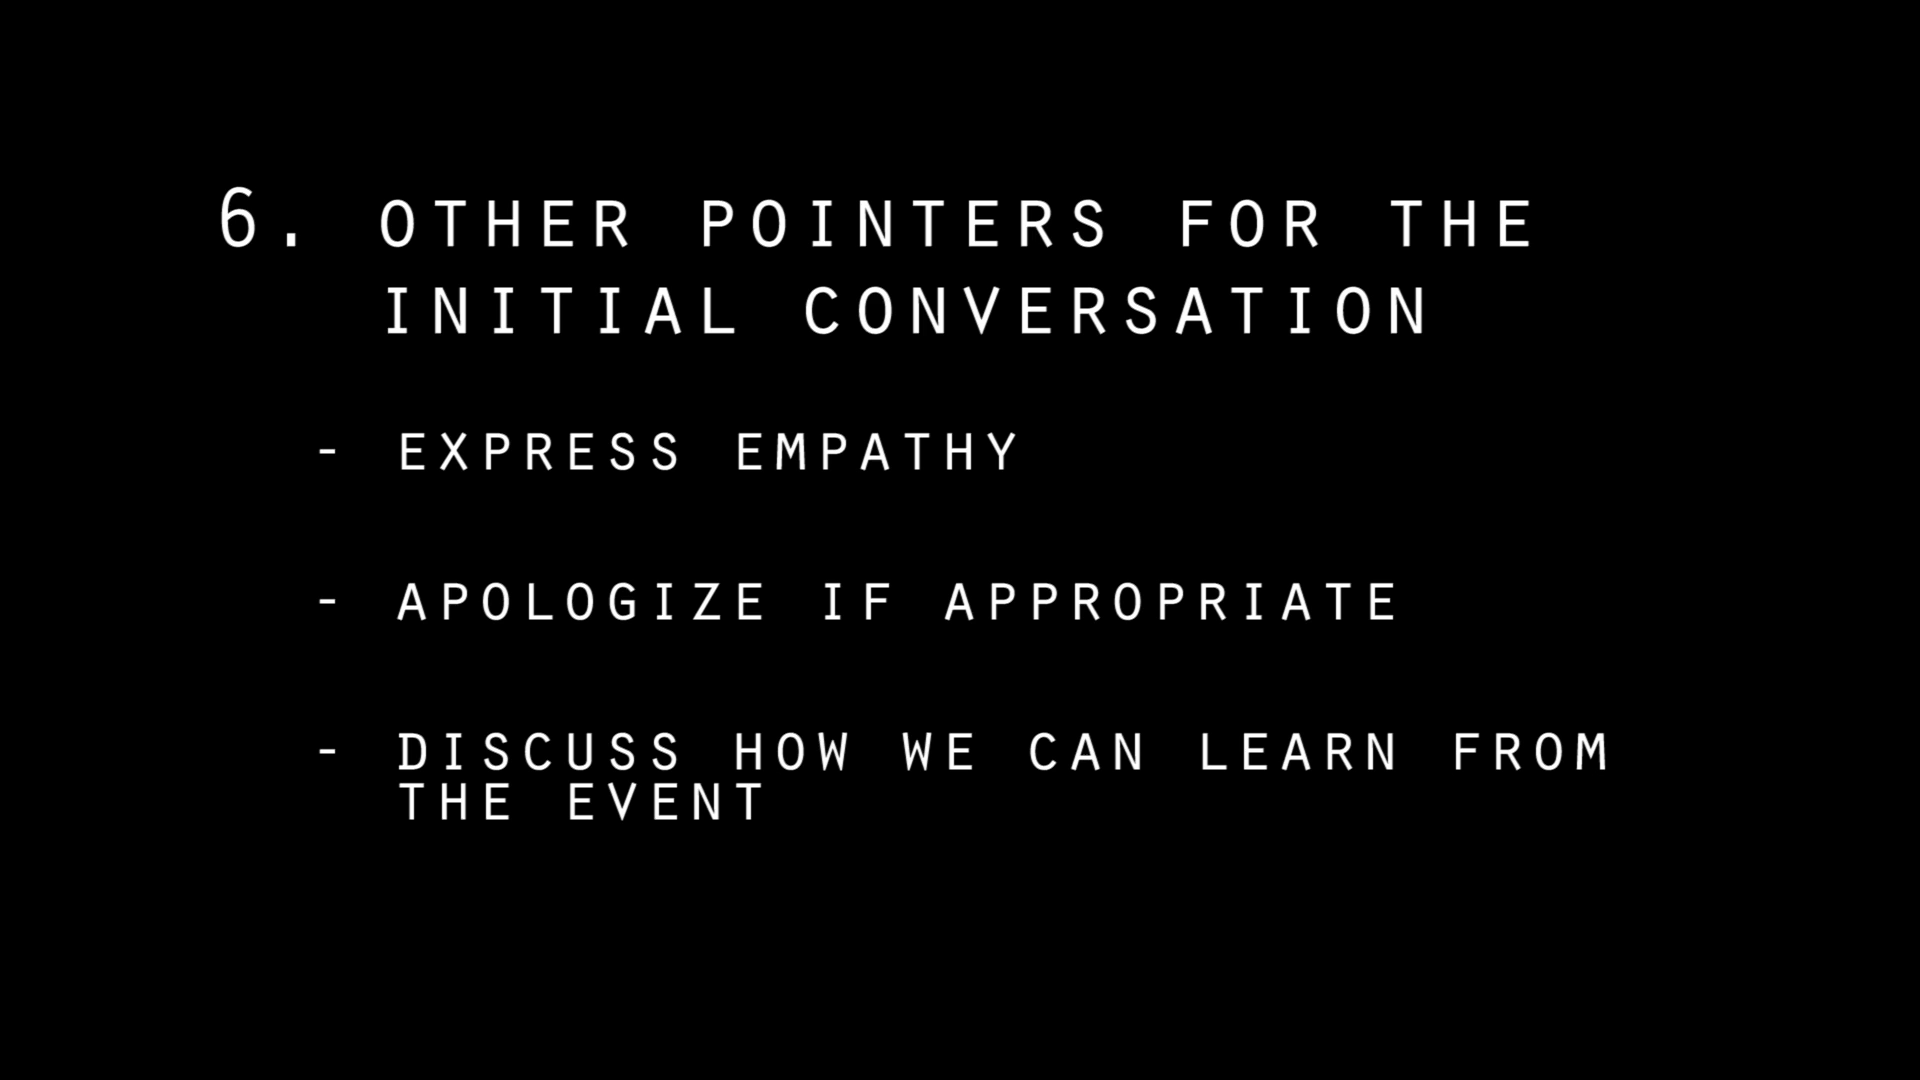 6. OTHER POINTERS FOR THE
INITIAL CONVERSATION
- EXPRESS EMPATHY
- APOLOGIZE IF APPROPRIATE
- DISCUSS HOW WE CAN LEARN FROM
THE EVENT